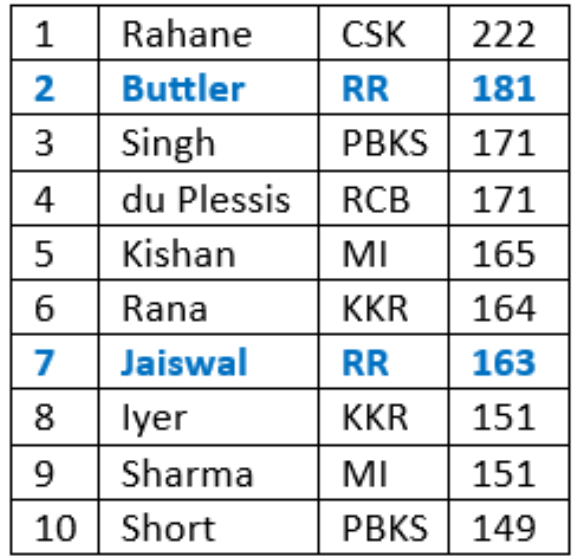 1 Rahane CSK 222
2 Buttler RR 181
3 Singh PBKS 171
4 du Plessis RCB 171
5 Kishan MI 165
6 Rana KKR 164
7 Jaiswal RR 163
8 Iyer KKR 151
9 Sharma MI 151
10 Short PBKS 149